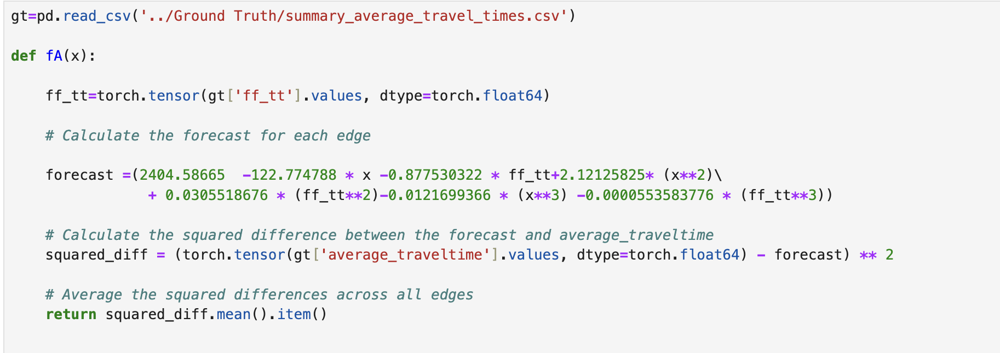 gt=pd.read_csv('../Ground Truth/summary_average_travel_times.csv')
def fA(x):
ff_tt=torch.tensor(gt['ff_tt'].values, dtype=torch.float64)
# Calculate the forecast for each edge
forecast =(2404.58665  -122.774788 * x -0.877530322 * ff_tt+2.12125825* (x**2)\
+ 0.0305518676 * (ff_tt**2)-0.0121699366 * (x**3) -0.0000553583776 * (ff_tt**3))
# Calculate the squared difference between the forecast and average_traveltime
squared_diff = (torch.tensor(gt['average_traveltime'].values, dtype=torch.float64) - forecast) ** 2
# Average the squared differences across all edges
return squared_diff.mean().item()